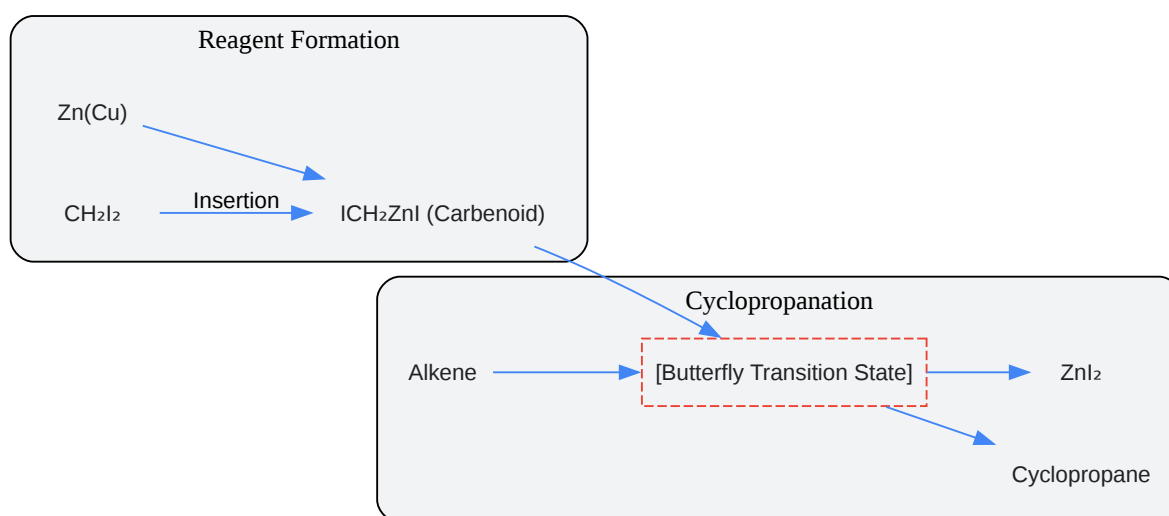 Reagent Formation
Zn(Cu)
Insertion
CH₂I₂
ICH₂ZnI (Carbenoid)
Cyclopropanation
Alkene
[Butterfly Transition State]
ZnI₂
Cyclopropane